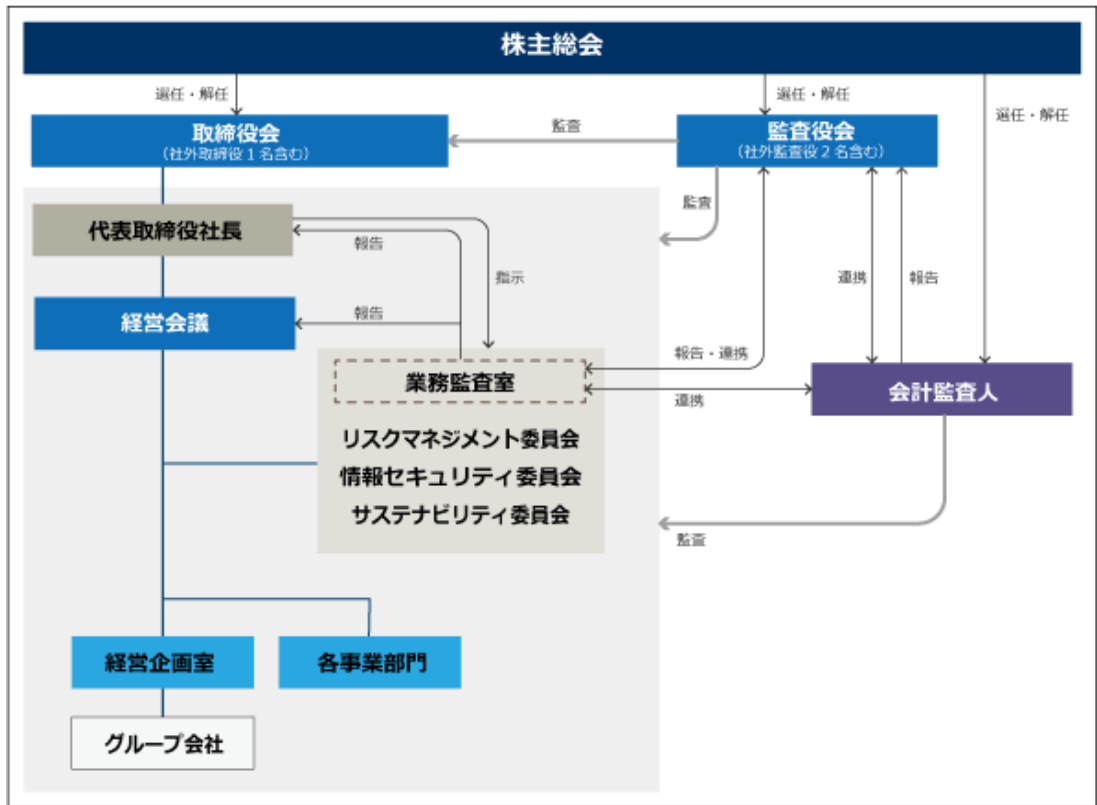 株主総会
選任・解任
選任・解任
選任・解任
取締役会
(社外取締役1名含む)
監査
監査役会
(社外監査役2名含む)
監査
代表取締役社長
報告
指示
連携
報告
経営会議
報告
報告・連携
業務監査室
連携
会計監査人
リスクマネジメント委員会
情報セキュリティ委員会
サステナビリティ委員会
監査
経営企画室
各事業部門
グループ会社